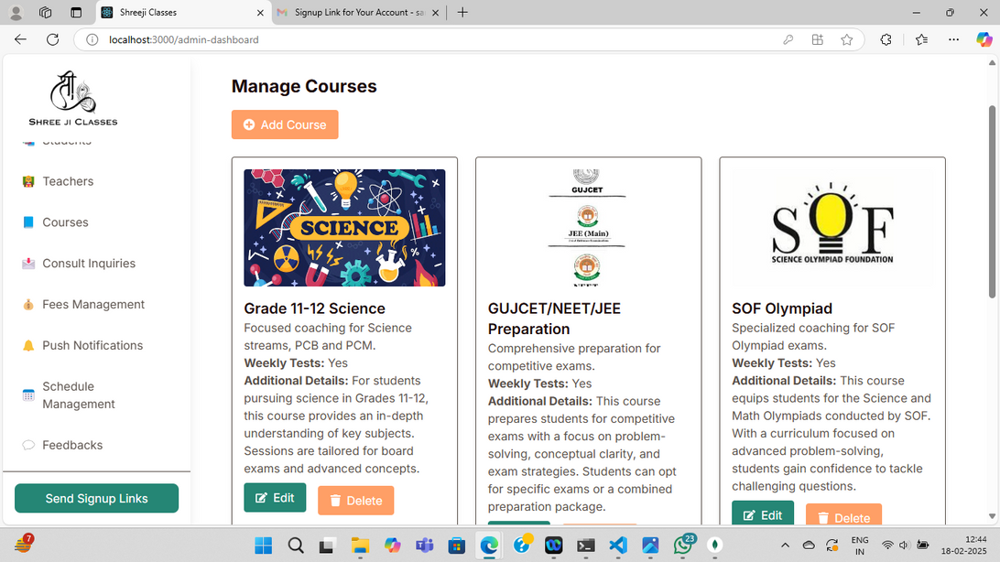 Shreeji Classes
Signup Link for Your Account - sa
localhost:3000/admin-dashboard
श्री
SHREE JI CLASSES
Students
Teachers
Courses
Consult Inquiries
Fees Management
Push Notifications
Schedule
Management
Feedbacks
Send Signup Links
Manage Courses
Add Course
SCIENCE
%
Grade 11-12 Science
Focused coaching for Science
streams, PCB and PCM.
Weekly Tests: Yes
Additional Details: For students
pursuing science in Grades 11-12,
this course provides an in-depth
understanding of key subjects.
Sessions are tailored for board
exams and advanced concepts.
Edit
Delete
GUJCET
JEE (Main)
NEET
GUJCET/NEET/JEE
Preparation
Comprehensive preparation for
competitive exams.
Weekly Tests: Yes
Additional Details: This course
prepares students for competitive
exams with a focus on problem-
solving, conceptual clarity, and
exam strategies. Students can opt
for specific exams or a combined
preparation package.
SOF
SCIENCE OLYMPIAD FOUNDATION
SOF Olympiad
Specialized coaching for SOF
Olympiad exams.
Weekly Tests: Yes
Additional Details: This course
equips students for the Science and
Math Olympiads conducted by SOF.
With a curriculum focused on
advanced problem-solving,
students gain confidence to tackle
challenging questions.
Edit
Delete
7
23
ENG
IN
12:44
18-02-2025